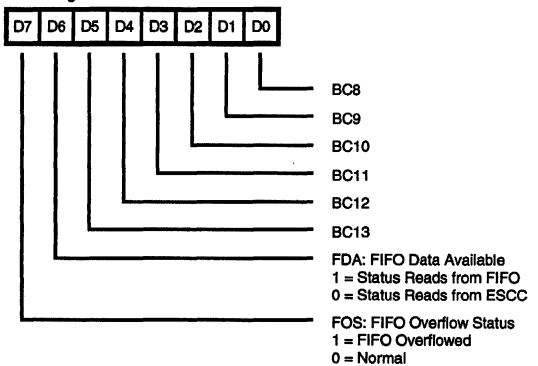 D7 D6 D5 D4 D3 D2 D1 D0
BC8
BC9
BC10
BC11
BC12
BC13
FDA: FIFO Data Available
1 = Status Reads from FIFO
0 = Status Reads from ESCC
FOS: FIFO Overflow Status
1 = FIFO Overflowed
0 = Normal